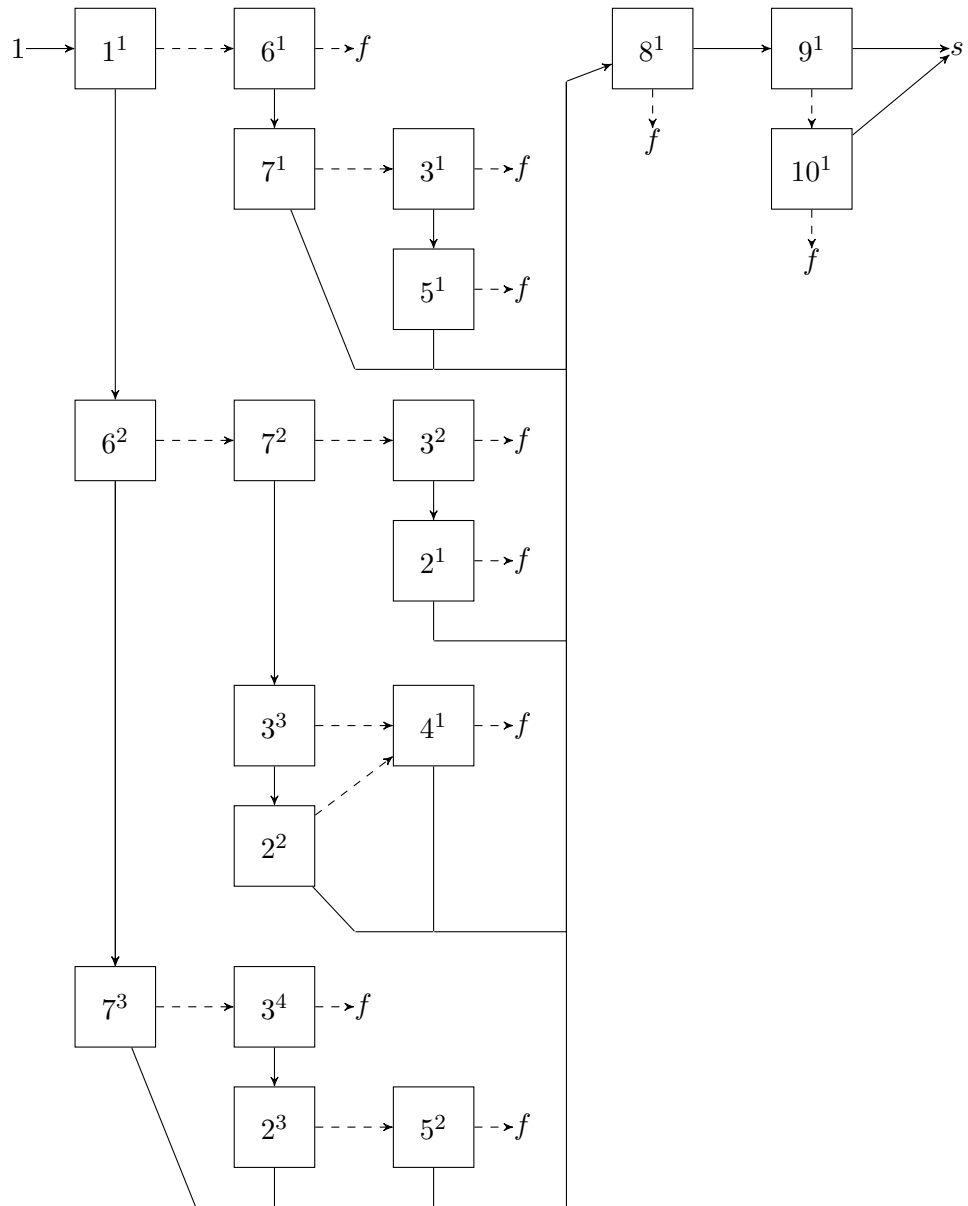 1 1¹ 6¹ f 8¹ 9¹ s
f
7¹ 3¹ f 10¹
5¹ f f
6² 7² 3² f
2¹ f
3³ 4¹ f
2²
7³ 3⁴ f
2³ 5² f